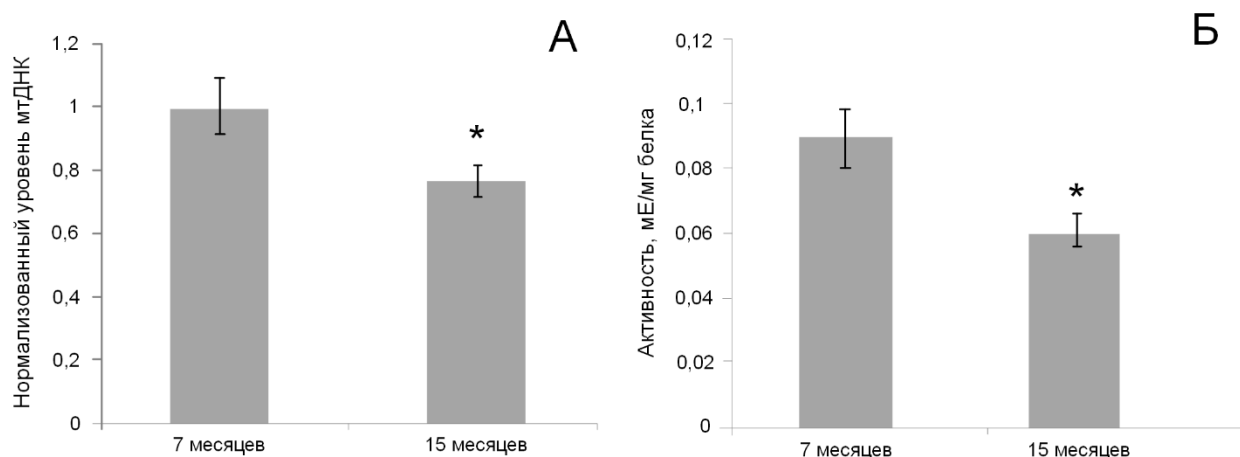 А
Нормализованный уровень мтДНК
1,2
1
0,8
0,6
0,4
0,2
0
*
7 месяцев
15 месяцев
Б
Активность, мЕ/мг белка
0,12
0,1
0,08
0,06
0,04
0,02
0
*
7 месяцев
15 месяцев